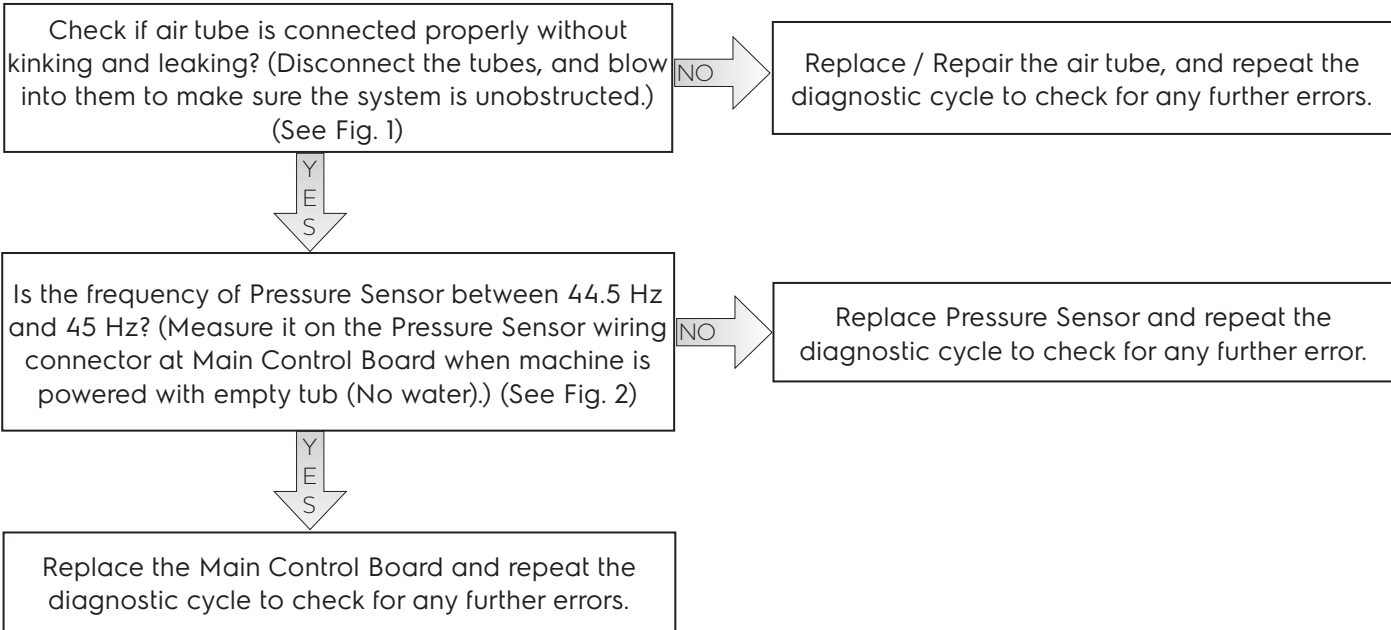 Check if air tube is connected properly without
kinking and leaking? (Disconnect the tubes, and blow
into them to make sure the system is unobstructed.)
(See Fig. 1)
NO
Replace / Repair the air tube, and repeat the
diagnostic cycle to check for any further errors.
YES
Is the frequency of Pressure Sensor between 44.5 Hz
and 45 Hz? (Measure it on the Pressure Sensor wiring
connector at Main Control Board when machine is
powered with empty tub (No water).) (See Fig. 2)
NO
Replace Pressure Sensor and repeat the
diagnostic cycle to check for any further error.
YES
Replace the Main Control Board and repeat the
diagnostic cycle to check for any further errors.